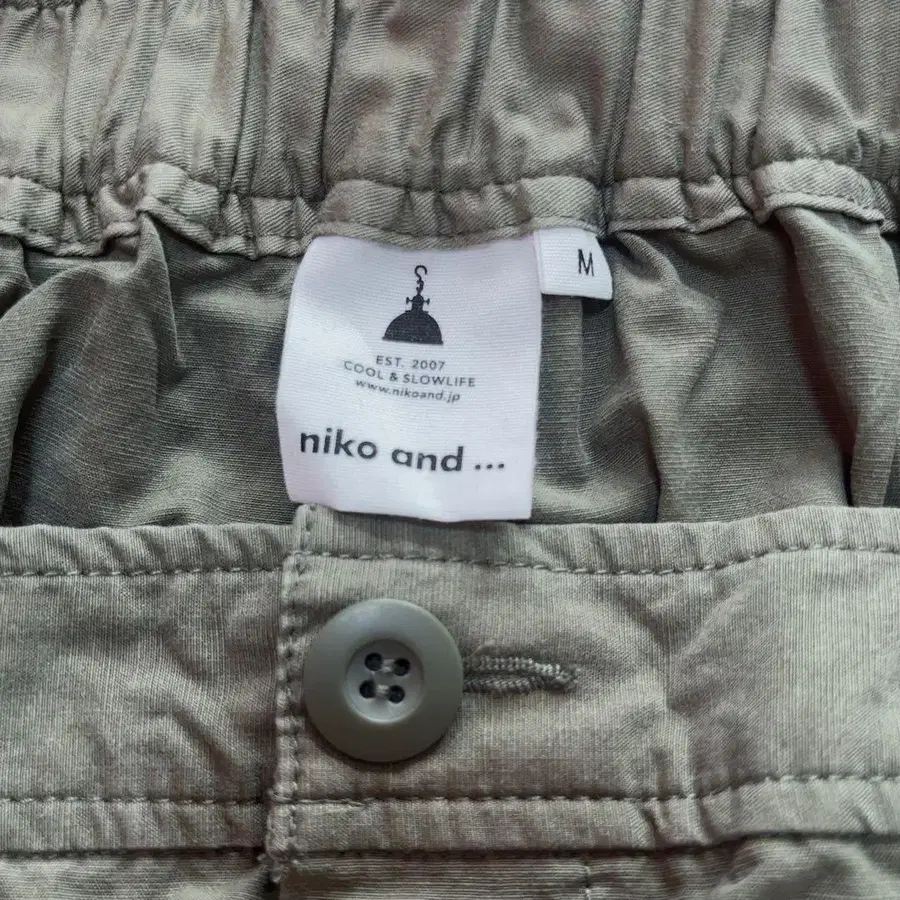 M
EST. 2007
COOL & SLOWLIFE
www.nikoand.jp
niko and ...